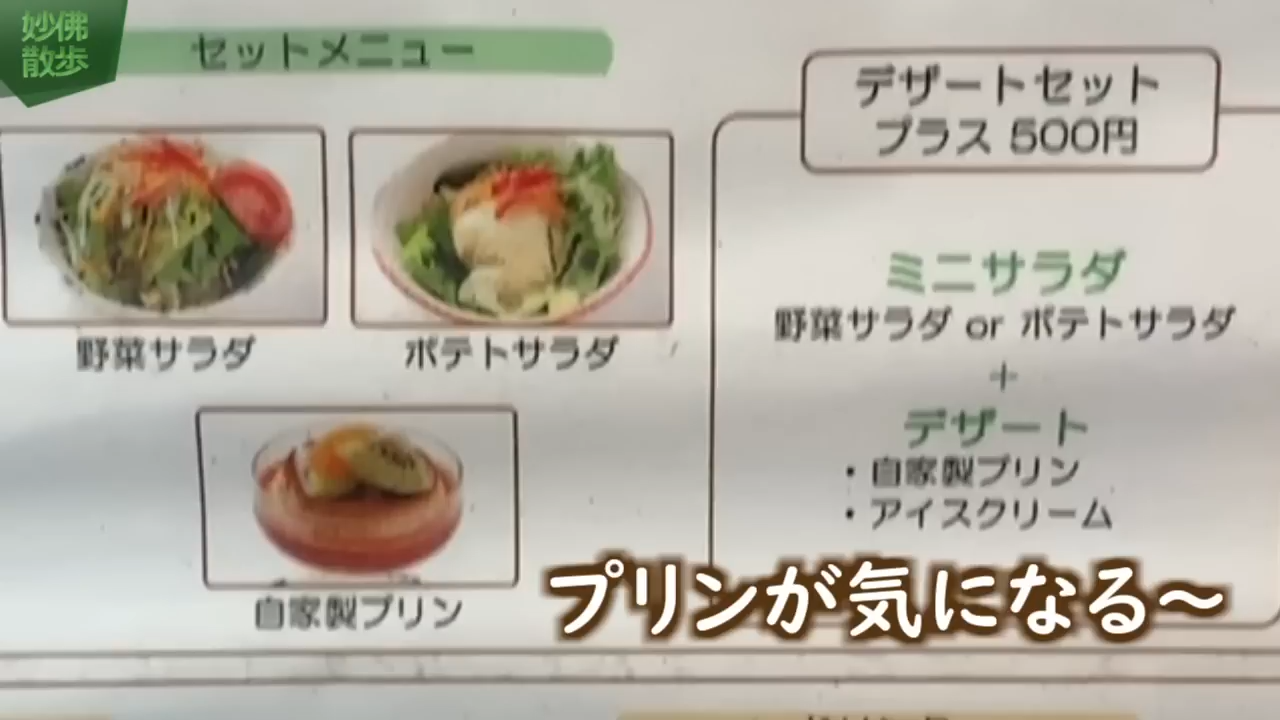 妙佛
散歩
セットメニュー
デザートセット
プラス 500円
野菜サラダ
ポテトサラダ
ミニサラダ
野菜サラダ or ポテトサラダ
+
デザート
・自家製プリン
・アイスクリーム
自家製プリン
プリンが気になる～